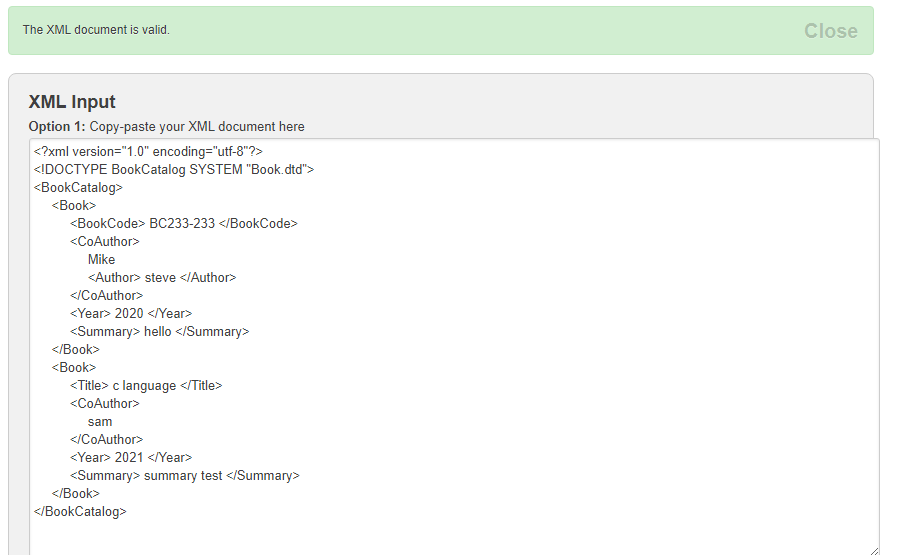 The XML document is valid.
Close
XML Input
Option 1: Copy-paste your XML document here
<?xml version="1.0" encoding="utf-8"?>
<!DOCTYPE BookCatalog SYSTEM "Book.dtd">
<BookCatalog>
<Book>
<BookCode> BC233-233 </BookCode>
<CoAuthor>
Mike
<Author> steve </Author>
</CoAuthor>
<Year> 2020 </Year>
<Summary> hello </Summary>
</Book>
<Book>
<Title> c language </Title>
<CoAuthor>
sam
</CoAuthor>
<Year> 2021 </Year>
<Summary> summary test </Summary>
</Book>
</BookCatalog>